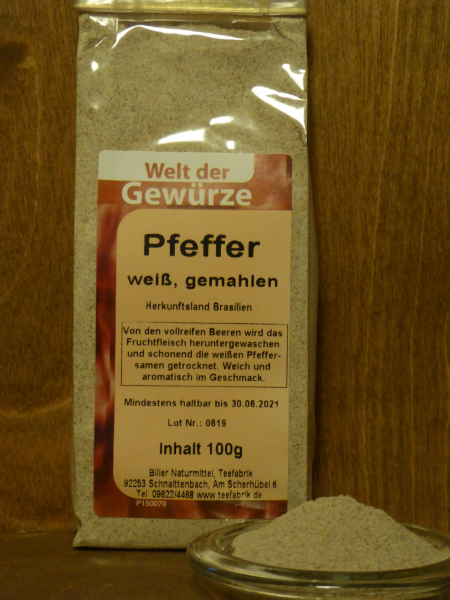 Welt der
Gewürze
Pfeffer
weiß, gemahlen
Herkunftsland Brasilien
Von den vollreifen Beeren wird das
Fruchtfleisch heruntergewaschen
und schonend die weißen Pfeffer-
samen getrocknet. Weich und
aromatisch im Geschmack.
Mindestens haltbar bis 30.06.2021
Lot Nr.: 0619
Inhalt 100g
Biller Naturmittel, Teefabrik
92253 Schnaittenbach, Am Scherhübel 6
Tel 09622/4468 www.teefabrik.de
P150079